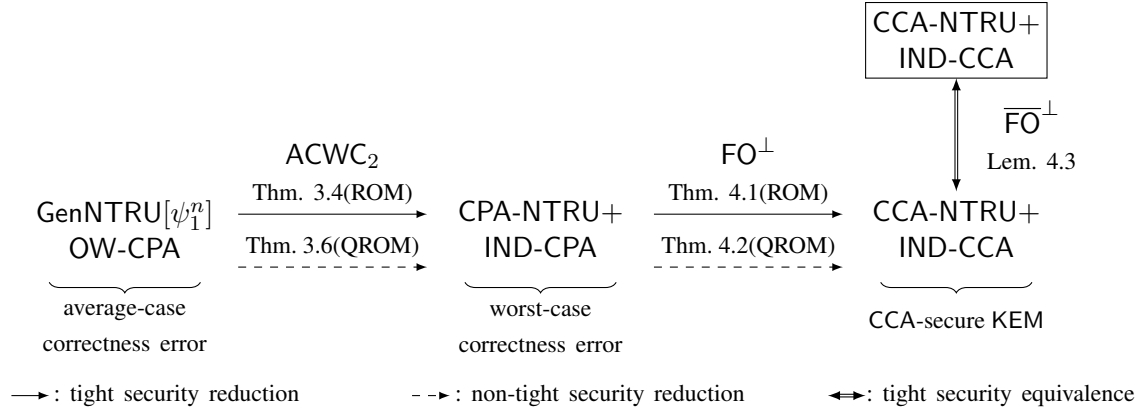 CCA-NTRU+
IND-CCA
$\overline{\mathsf{FO}}^{\perp}$
Lem. 4.3
ACWC₂
Thm. 3.4(ROM)
Thm. 3.6(QROM)
FO^⊥
Thm. 4.1(ROM)
Thm. 4.2(QROM)
GenNTRU[ψ₁ⁿ]
OW-CPA
CPA-NTRU+
IND-CPA
CCA-NTRU+
IND-CCA
average-case
correctness error
worst-case
correctness error
CCA-secure KEM
: tight security reduction
: non-tight security reduction
: tight security equivalence